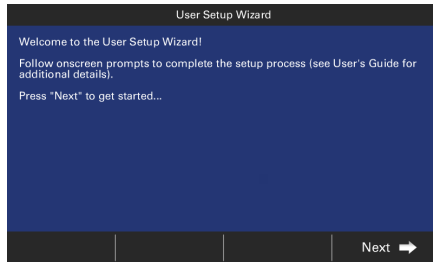 User Setup Wizard
Welcome to the User Setup Wizard!
Follow onscreen prompts to complete the setup process (see User's Guide for
additional details).
Press "Next" to get started...
Next